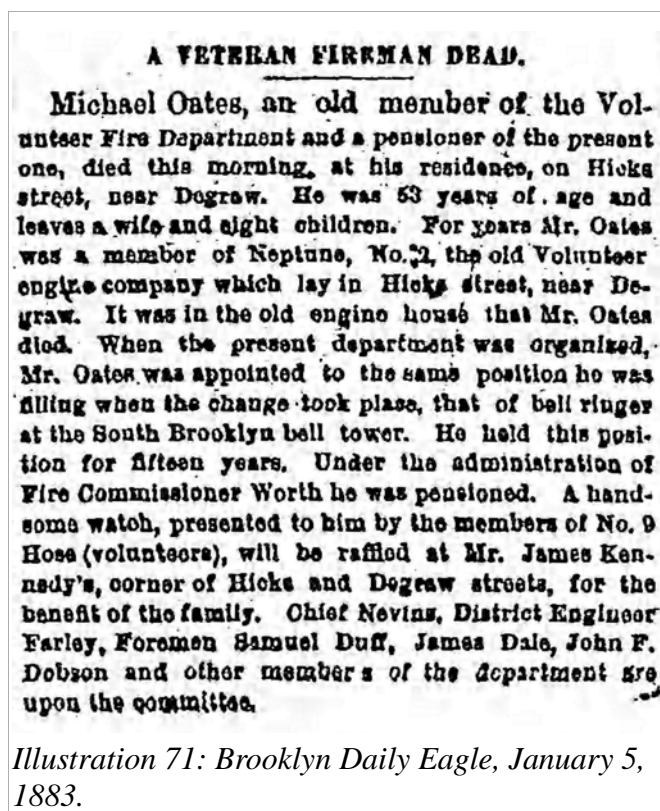 A VETERAN FIREMAN DEAD.
Michael Oates, an old member of the Vol-
unteer Fire Department and a pensioner of the present
one, died this morning, at his residence, on Hicks
street, near Degraw. He was 53 years of age and
leaves a wife and eight children. For years Mr. Oates
was a member of Neptune, No. 2, the old Volunteer
engine company which lay in Hicks street, near De-
graw. It was in the old engine house that Mr. Oates
died. When the present department was organized,
Mr. Oates was appointed to the same position he was
filling when the change took place, that of bell ringer
at the South Brooklyn bell tower. He held this posi-
tion for fifteen years. Under the administration of
Fire Commissioner Worth he was pensioned. A hand-
some watch, presented to him by the members of No. 9
Hose (volunteers), will be raffled at Mr. James Ken-
nedy's, corner of Hicks and Degraw streets, for the
benefit of the family. Chief Nevins, District Engineer
Farley, Foremen Samuel Duff, James Dale, John F.
Dobson and other members of the department are
upon the committee.
Illustration 71: Brooklyn Daily Eagle, January 5,
1883.